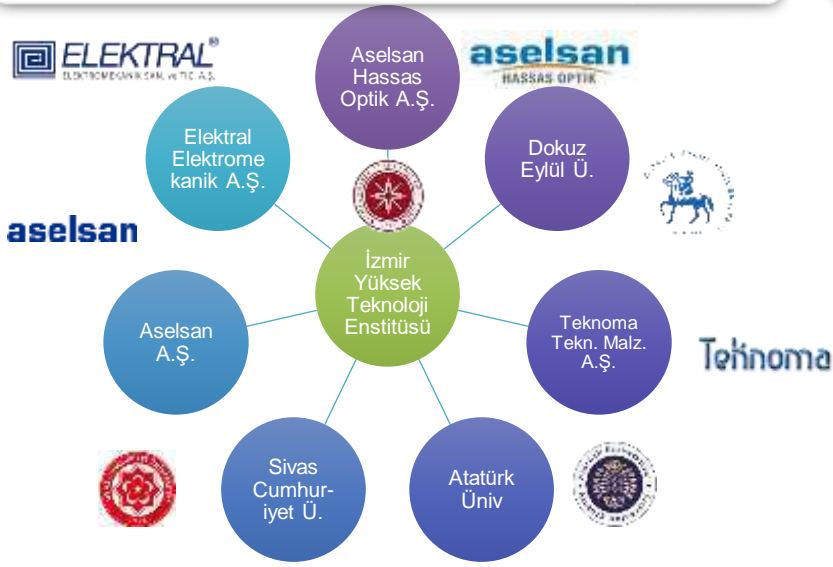 ELEKTRAL®
ELEKTROMEKANİK SAN. ve TİC. A.Ş.
Aselsan
Hassas
Optik A.Ş.
aselsan
HASSAS OPTİK
Elektral
Elektrome
kanik A.Ş.
Dokuz
Eylül Ü.
aselsan
İzmir
Yüksek
Teknoloji
Enstitüsü
Aselsan
A.Ş.
Teknoma
Tekn. Malz.
A.Ş.
Teknoma
Sivas
Cumhur-
iyet Ü.
Atatürk
Üniv